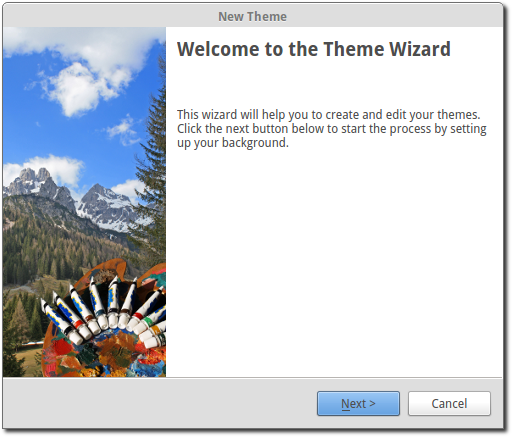 New Theme
Welcome to the Theme Wizard
This wizard will help you to create and edit your themes.
Click the next button below to start the process by setting
up your background.
Next >
Cancel